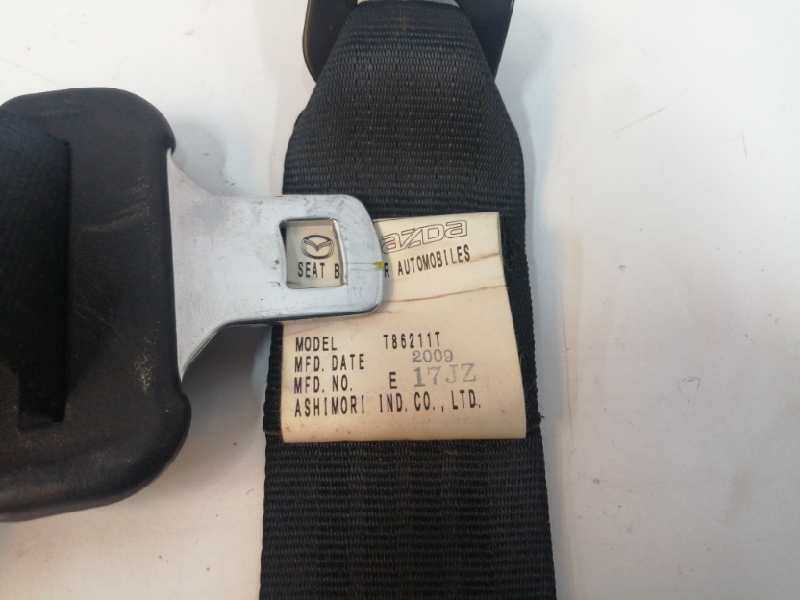 mazda
SEAT B R AUTOMOBILES
MODEL T86211T
MFD. DATE 2009
MFD. NO. E 17JZ
ASHIMORI IND. CO., LTD.